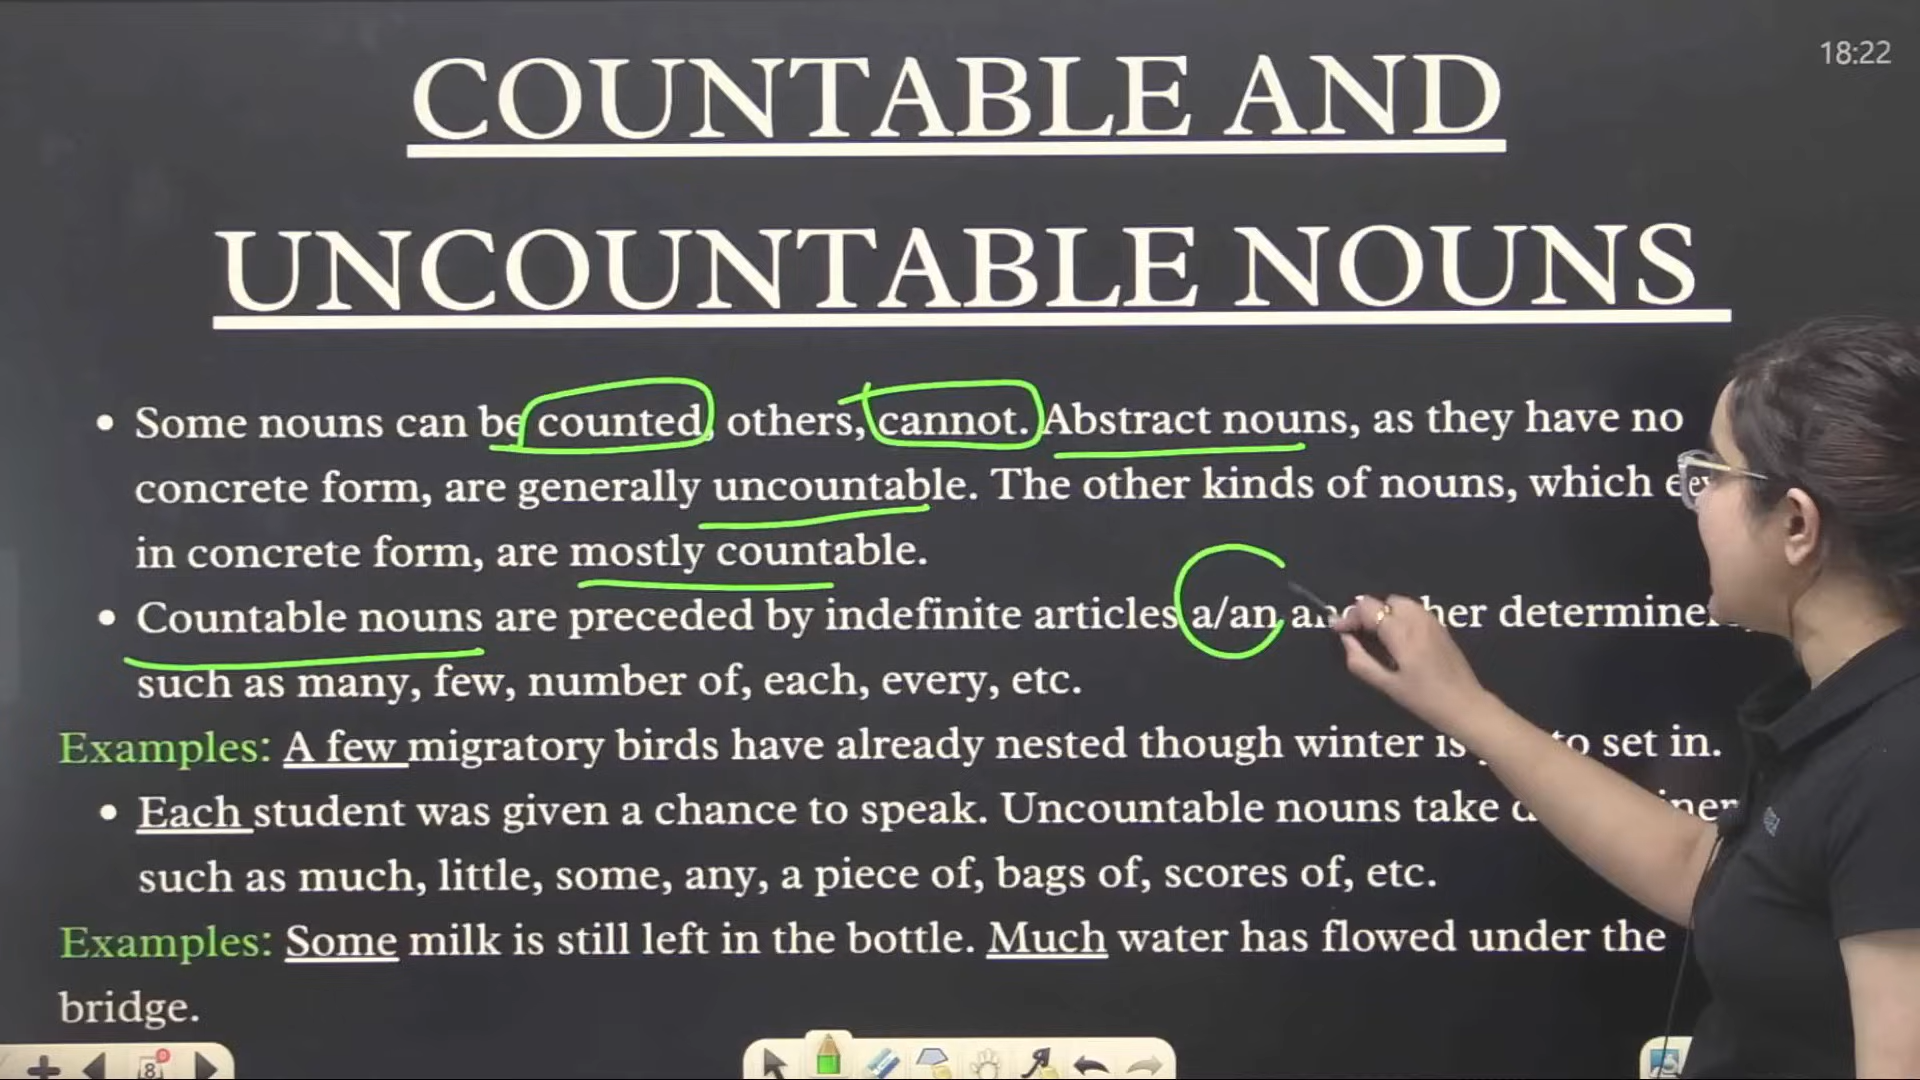 18:22
COUNTABLE AND
UNCOUNTABLE NOUNS
• Some nouns can be counted, others, cannot. Abstract nouns, as they have no
concrete form, are generally uncountable. The other kinds of nouns, which
in concrete form, are mostly countable.
• Countable nouns are preceded by indefinite articles a/an and determiners,
such as many, few, number of, each, every, etc.
Examples: A few migratory birds have already nested though winter is to set in.
• Each student was given a chance to speak. Uncountable nouns take
such as much, little, some, any, a piece of, bags of, scores of, etc.
Examples: Some milk is still left in the bottle. Much water has flowed under the
bridge.
8